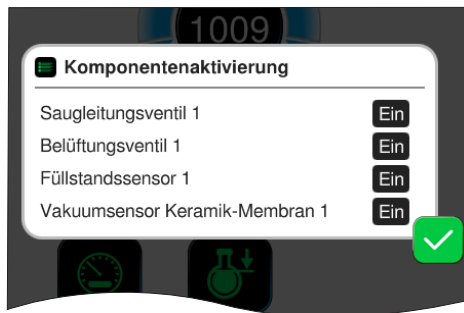 1009
Komponentenaktivierung
Saugleitungsventil 1 Ein
Belüftungsventil 1 Ein
Füllstandssensor 1 Ein
Vakuumsensor Keramik-Membran 1 Ein